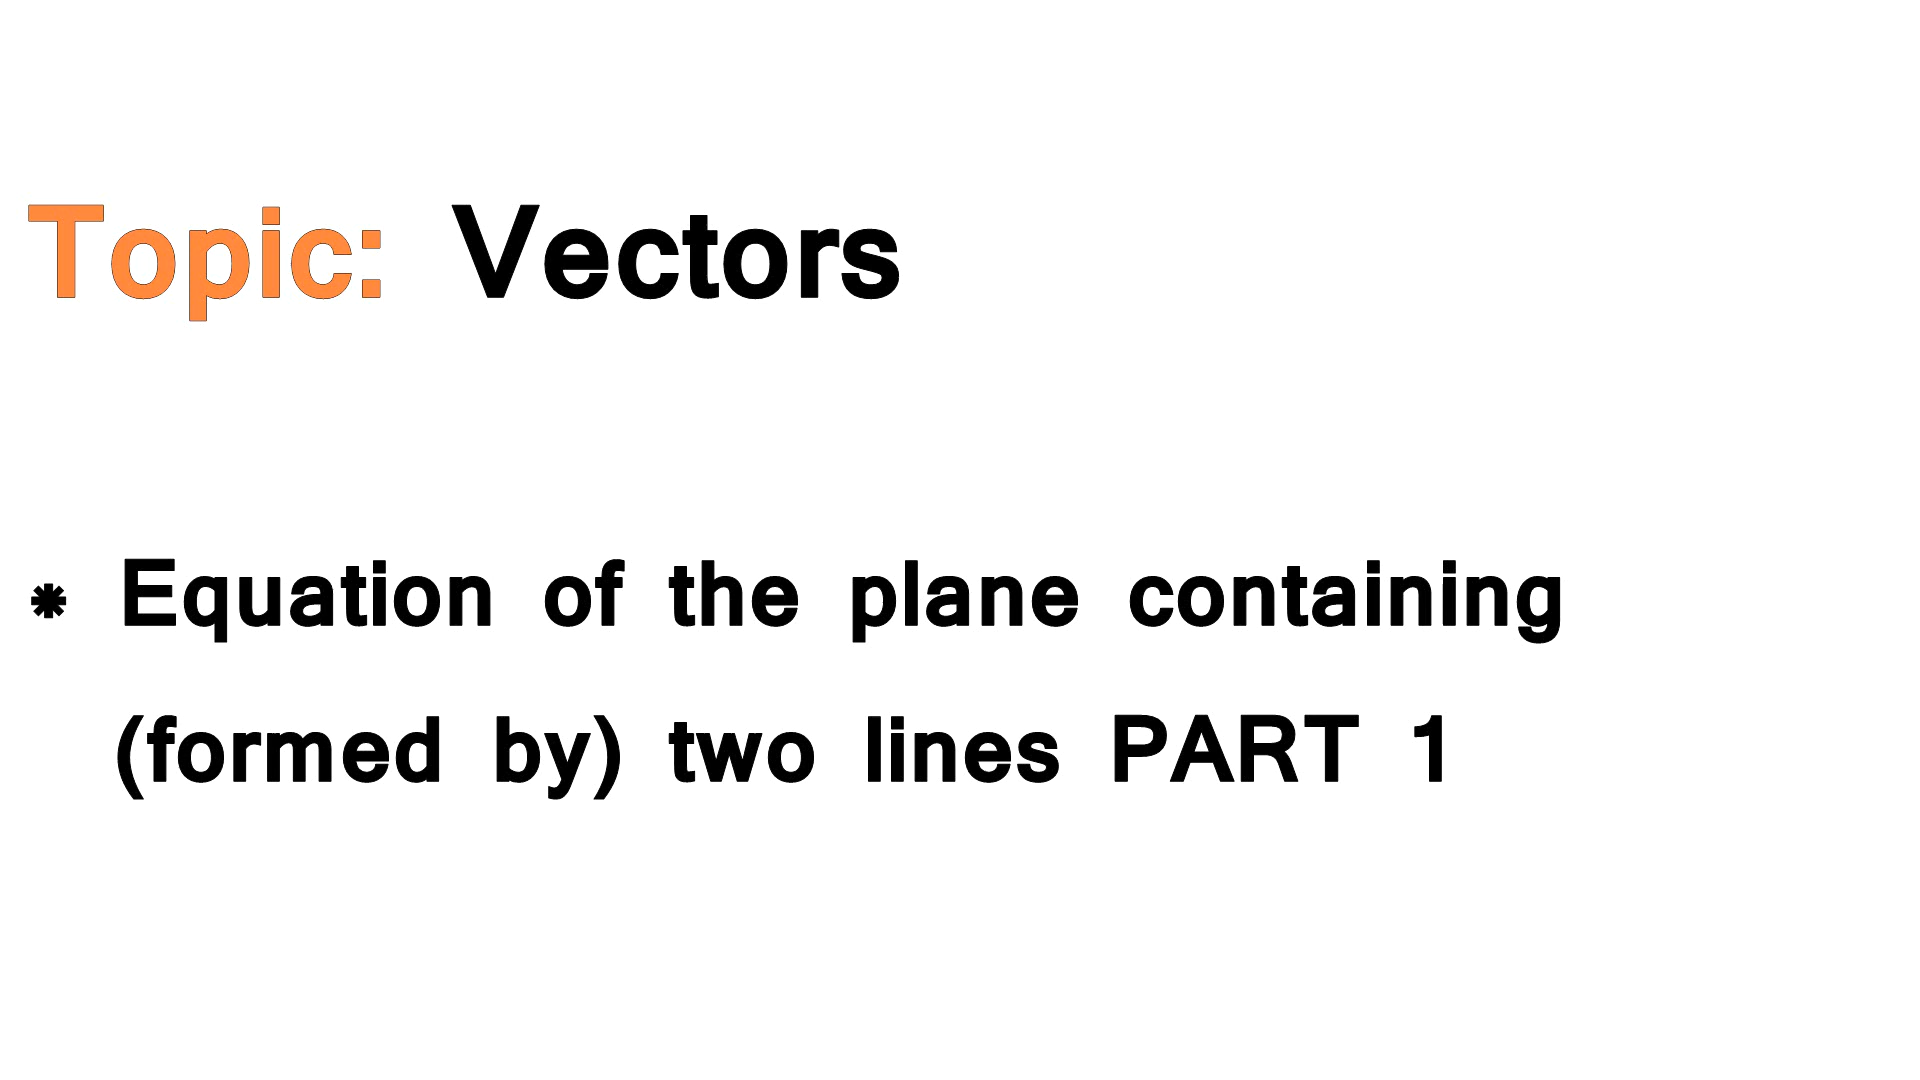 Topic: Vectors
* Equation of the plane containing
(formed by) two lines PART 1